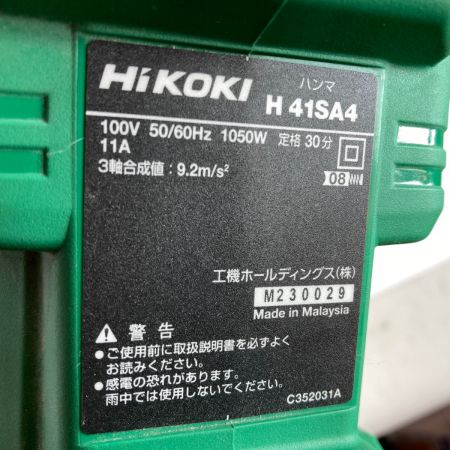 HiKOKI
ハンマ
H 41SA4
100V 50/60Hz 1050W 定格 30分
11A
3軸合成値:9.2m/s²
08
工機ホールディングス(株)
M230029
Made in Malaysia
警告
●ご使用前に取扱説明書を必ずよく
お読みください。
●感電の恐れがあります。
雨中では使用しないでください。
C352031A